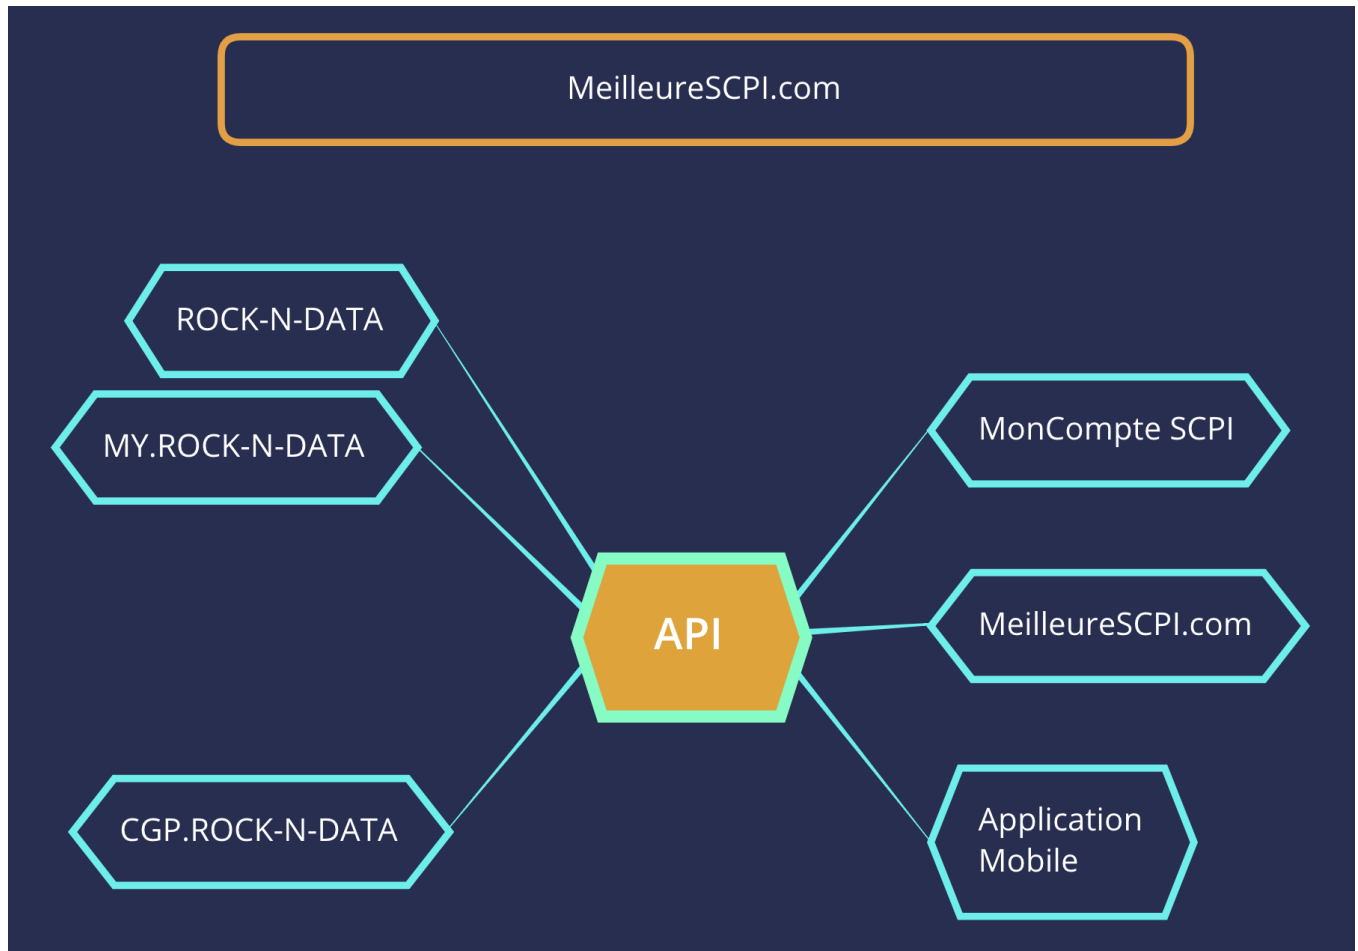 MeilleureSCPI.com
ROCK-N-DATA
MY.ROCK-N-DATA
MonCompte SCPI
API
MeilleureSCPI.com
CGP.ROCK-N-DATA
Application
Mobile